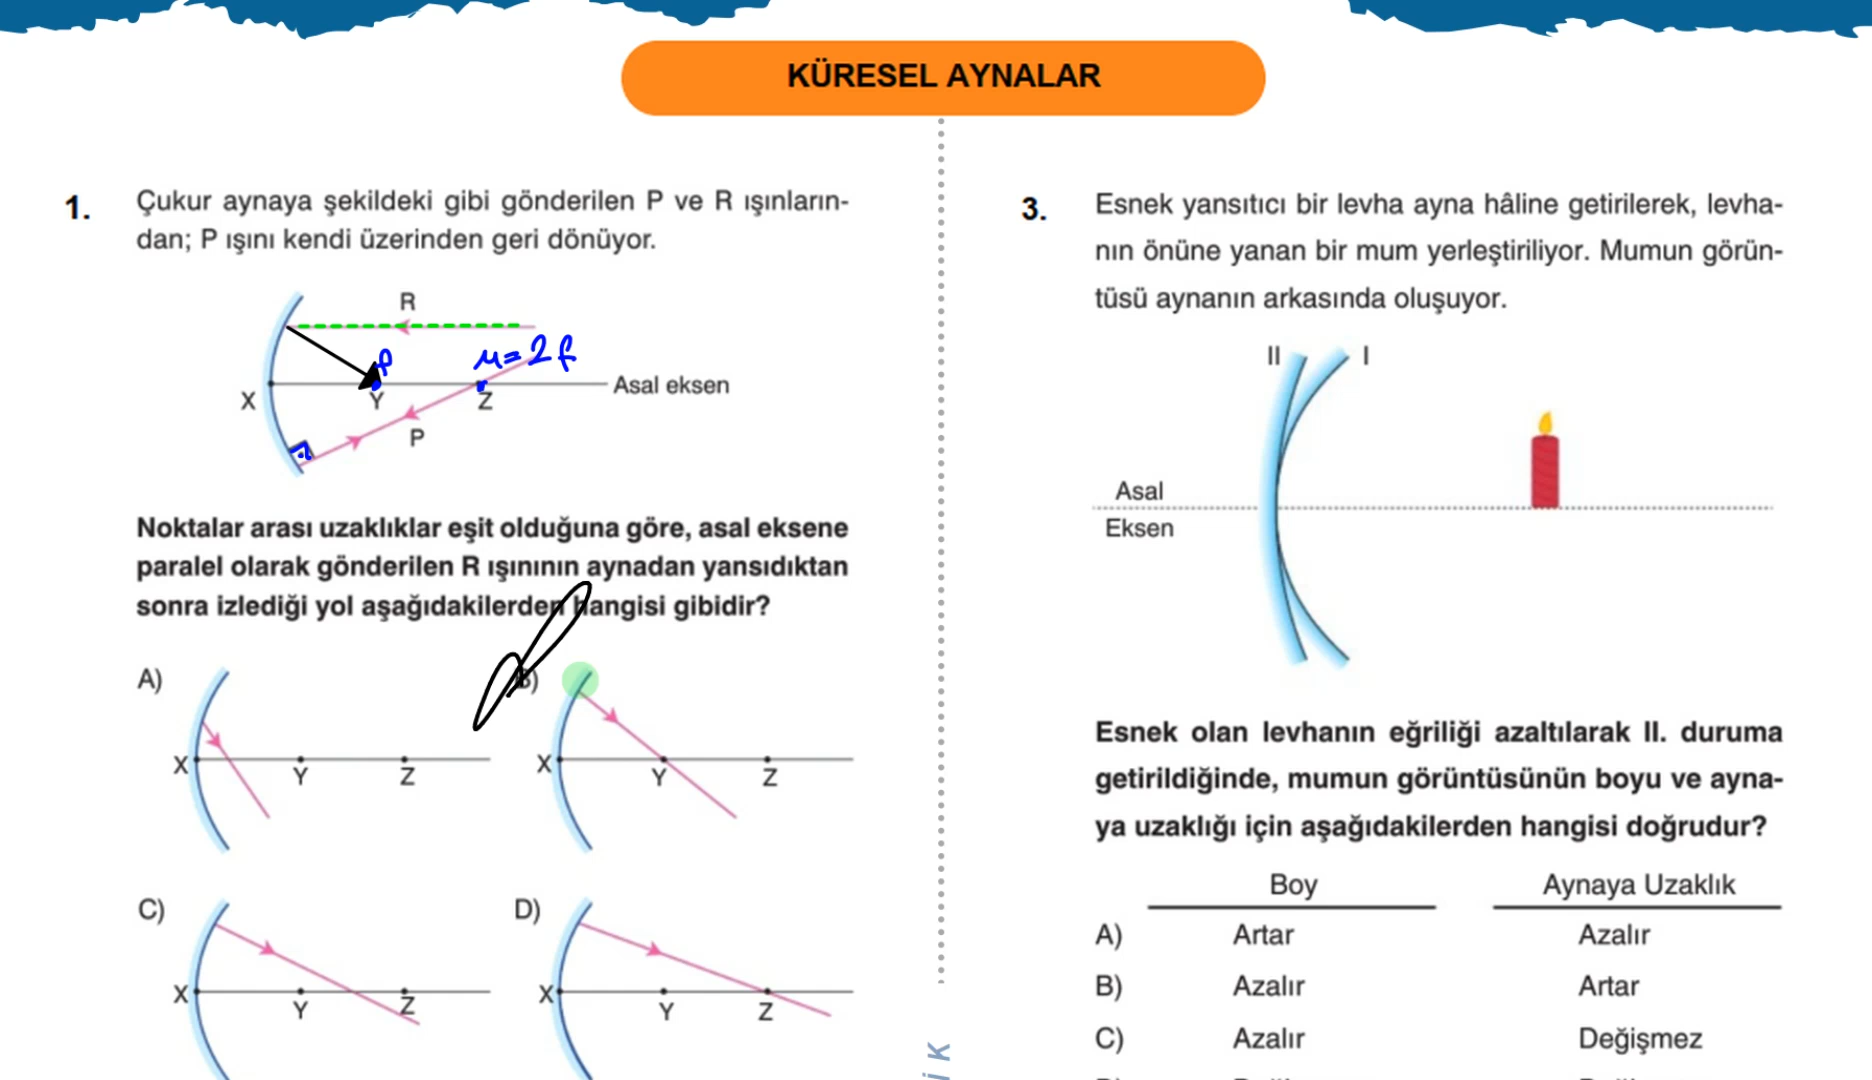 KÜRESEL AYNALAR
1.
Çukur aynaya şekildeki gibi gönderilen P ve R ışınların-
dan; P ışını kendi üzerinden geri dönüyor.
R
f
M=2f
Asal eksen
X
Y
Z
P
Noktalar arası uzaklıklar eşit olduğuna göre, asal eksene
paralel olarak gönderilen R ışınının aynadan yansıdıktan
sonra izlediği yol aşağıdakilerden hangisi gibidir?
A)
X
Y
Z
B)
X
Y
Z
C)
X
Y
Z
D)
X
Y
Z
3.
Esnek yansıtıcı bir levha ayna hâline getirilerek, levha-
nın önüne yanan bir mum yerleştiriliyor. Mumun görün-
tüsü aynanın arkasında oluşuyor.
II
I
Asal
Eksen
Esnek olan levhanın eğriliği azaltılarak II. duruma
getirildiğinde, mumun görüntüsünün boyu ve ayna-
ya uzaklığı için aşağıdakilerden hangisi doğrudur?
Boy Aynaya Uzaklık
A) Artar Azalır
B) Azalır Artar
C) Azalır Değişmez
İK